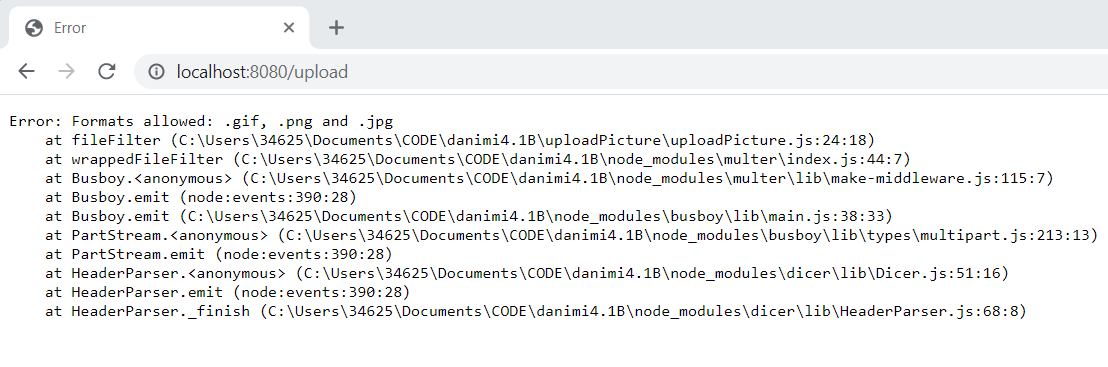 Error
localhost:8080/upload
Error: Formats allowed: .gif, .png and .jpg
at fileFilter (C:\Users\34625\Documents\CODE\danimi4.1B\uploadPicture\uploadPicture.js:24:18)
at wrappedFileFilter (C:\Users\34625\Documents\CODE\danimi4.1B\node_modules\multer\index.js:44:7)
at Busboy.<anonymous> (C:\Users\34625\Documents\CODE\danimi4.1B\node_modules\multer\lib\make-middleware.js:115:7)
at Busboy.emit (node:events:390:28)
at Busboy.emit (C:\Users\34625\Documents\CODE\danimi4.1B\node_modules\busboy\lib\main.js:38:33)
at PartStream.<anonymous> (C:\Users\34625\Documents\CODE\danimi4.1B\node_modules\busboy\lib\types\multipart.js:213:13)
at PartStream.emit (node:events:390:28)
at HeaderParser.<anonymous> (C:\Users\34625\Documents\CODE\danimi4.1B\node_modules\dicer\lib\Dicer.js:51:16)
at HeaderParser.emit (node:events:390:28)
at HeaderParser._finish (C:\Users\34625\Documents\CODE\danimi4.1B\node_modules\dicer\lib\HeaderParser.js:68:8)